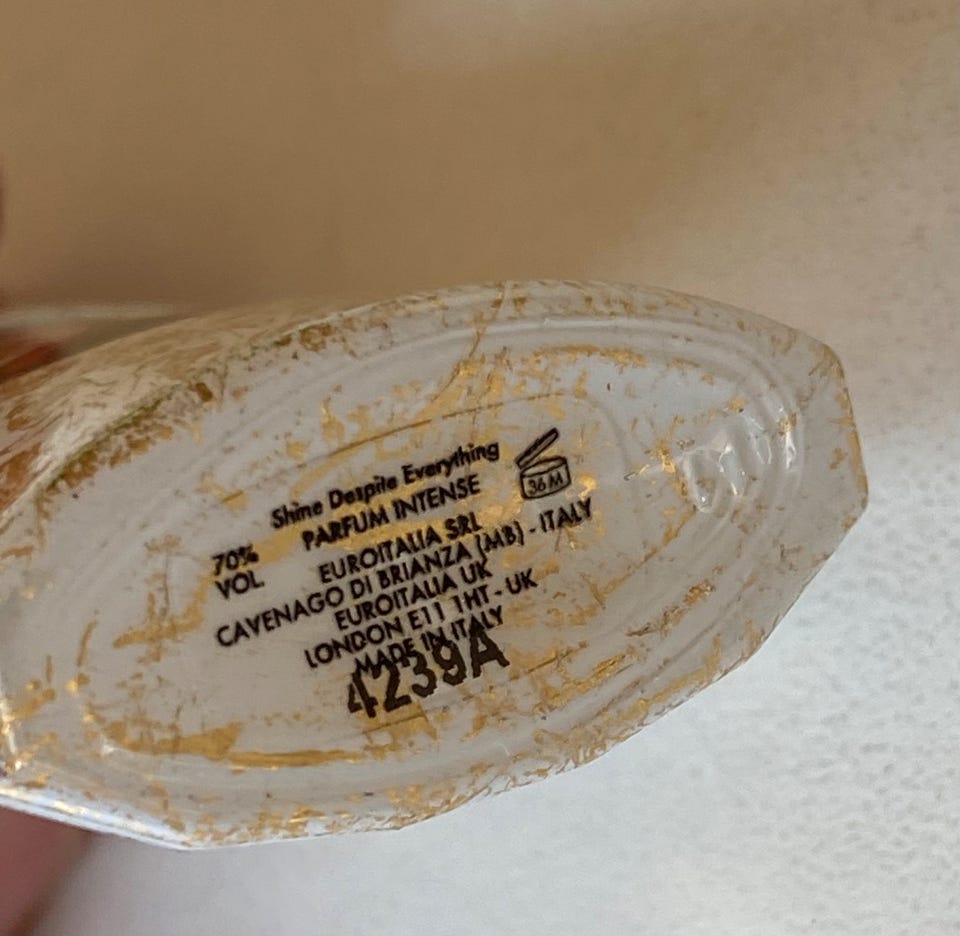 Shine Despite Everything
PARFUM INTENSE
36 M
70%
VOL
EUROITALIA SRL
CAVENAGO DI BRIANZA (MB) - ITALY
EUROITALIA UK
LONDON E11 1HT - UK
MADE IN ITALY
4239A